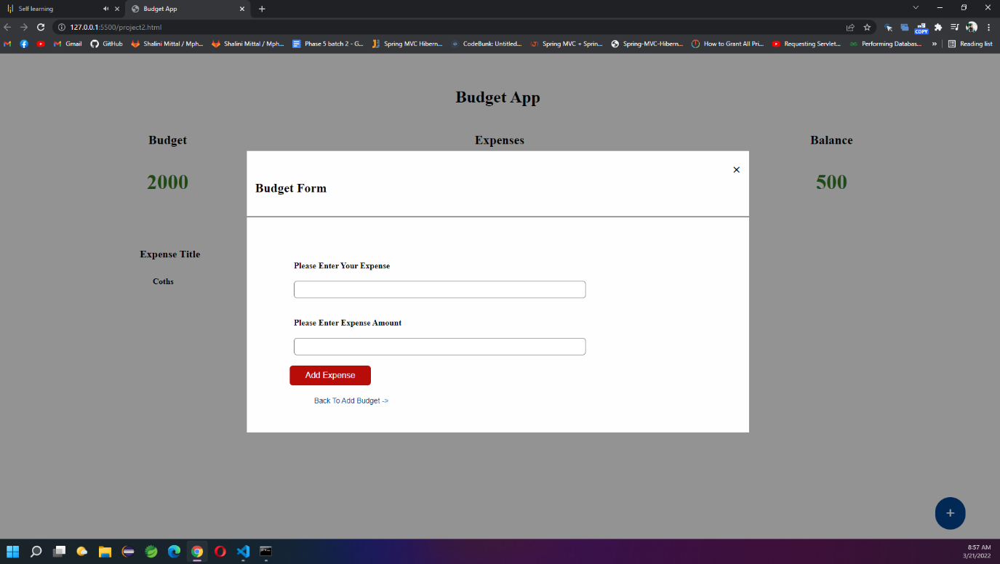 Self learning
Budget App
127.0.0.1:5500/project2.html
Gmail
GitHub
Shalini Mittal / Mph...
Shalini Mittal / Mph...
Phase 5 batch 2 - G...
Spring MVC Hibern...
CodeBunk: Untitled...
Spring MVC + Sprin...
Spring-MVC-Hibern...
How to Grant All Pri...
Requesting Servlet...
Performing Databas...
»
Reading list
COPY
Budget App
Budget
Expenses
Balance
2000
500
Budget Form
Expense Title
Coths
Please Enter Your Expense
Please Enter Expense Amount
Add Expense
Back To Add Budget ->
+
8:57 AM
3/21/2022